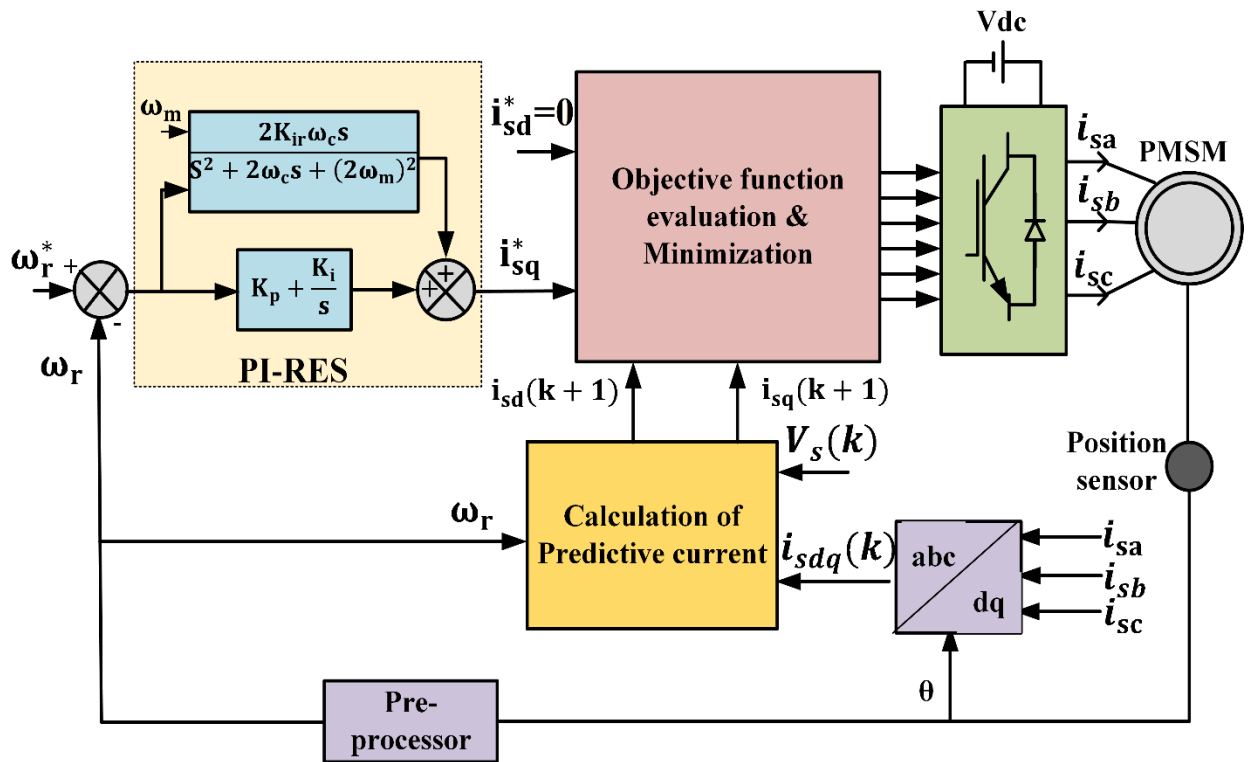 Vdc
ωm
2Kirωcs
S² + 2ωcs + (2ωm)²
i*sd=0
isa
PMSM
Objective function
evaluation &
Minimization
isb
ω*r
+
-
Kp + Ki/s
+
+
i*sq
isc
PI-RES
ωr
isd(k + 1)
isq(k + 1)
Vs(k)
Position
sensor
ωr
Calculation of
Predictive current
isdq(k)
abc
dq
isa
isb
isc
θ
Pre-
processor